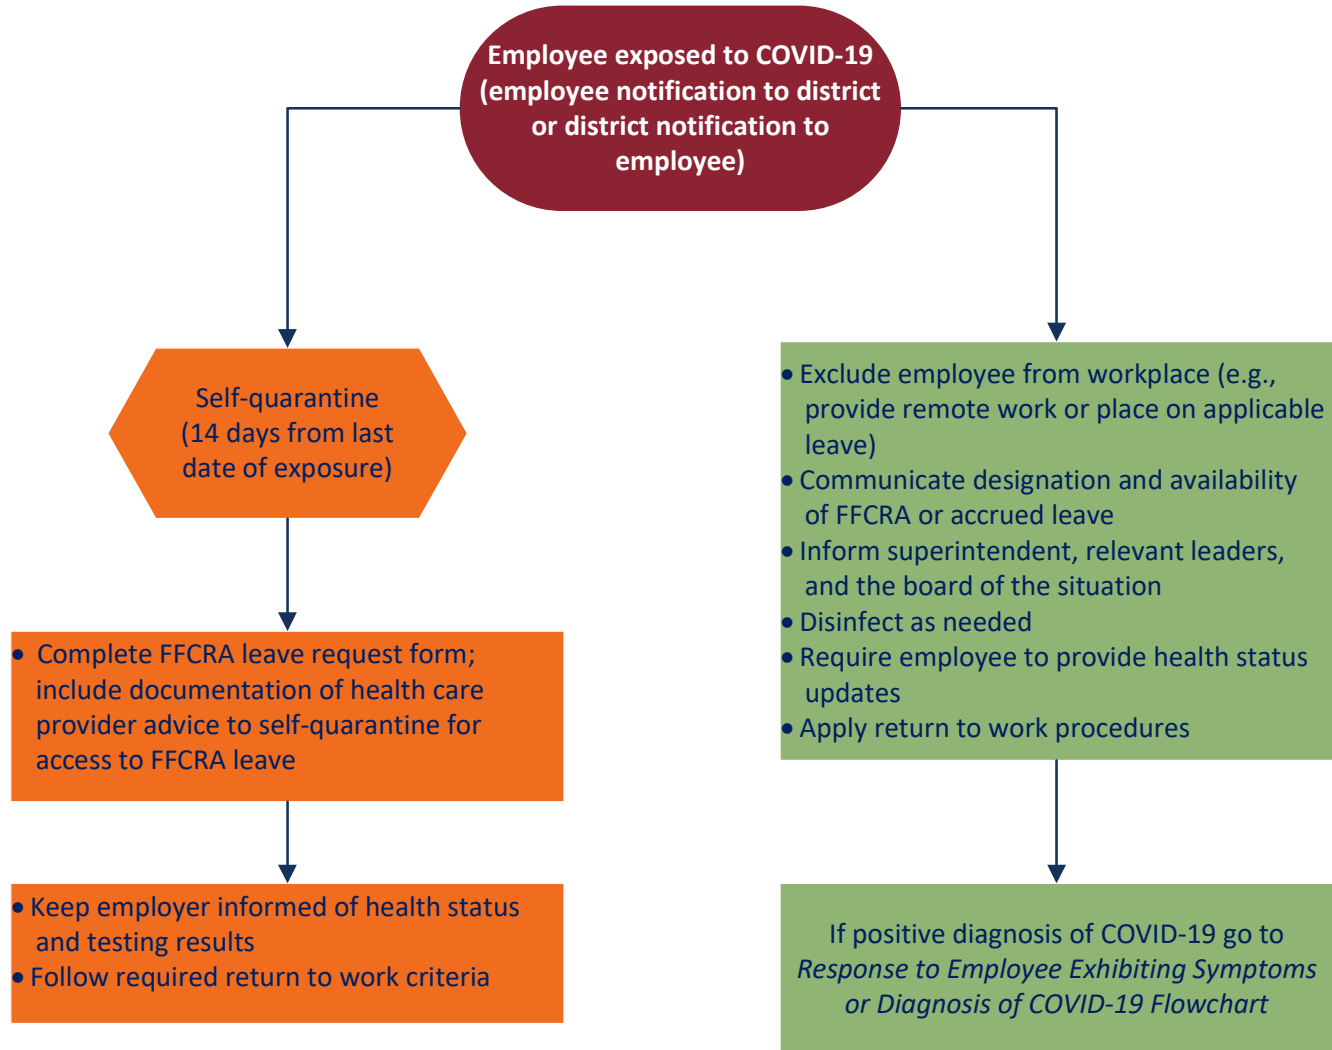 Employee exposed to COVID-19
(employee notification to district
or district notification to
employee)
Self-quarantine
(14 days from last
date of exposure)
• Complete FFCRA leave request form;
include documentation of health care
provider advice to self-quarantine for
access to FFCRA leave
• Keep employer informed of health status
and testing results
• Follow required return to work criteria
• Exclude employee from workplace (e.g.,
provide remote work or place on applicable
leave)
• Communicate designation and availability
of FFCRA or accrued leave
• Inform superintendent, relevant leaders,
and the board of the situation
• Disinfect as needed
• Require employee to provide health status
updates
• Apply return to work procedures
If positive diagnosis of COVID-19 go to
Response to Employee Exhibiting Symptoms
or Diagnosis of COVID-19 Flowchart